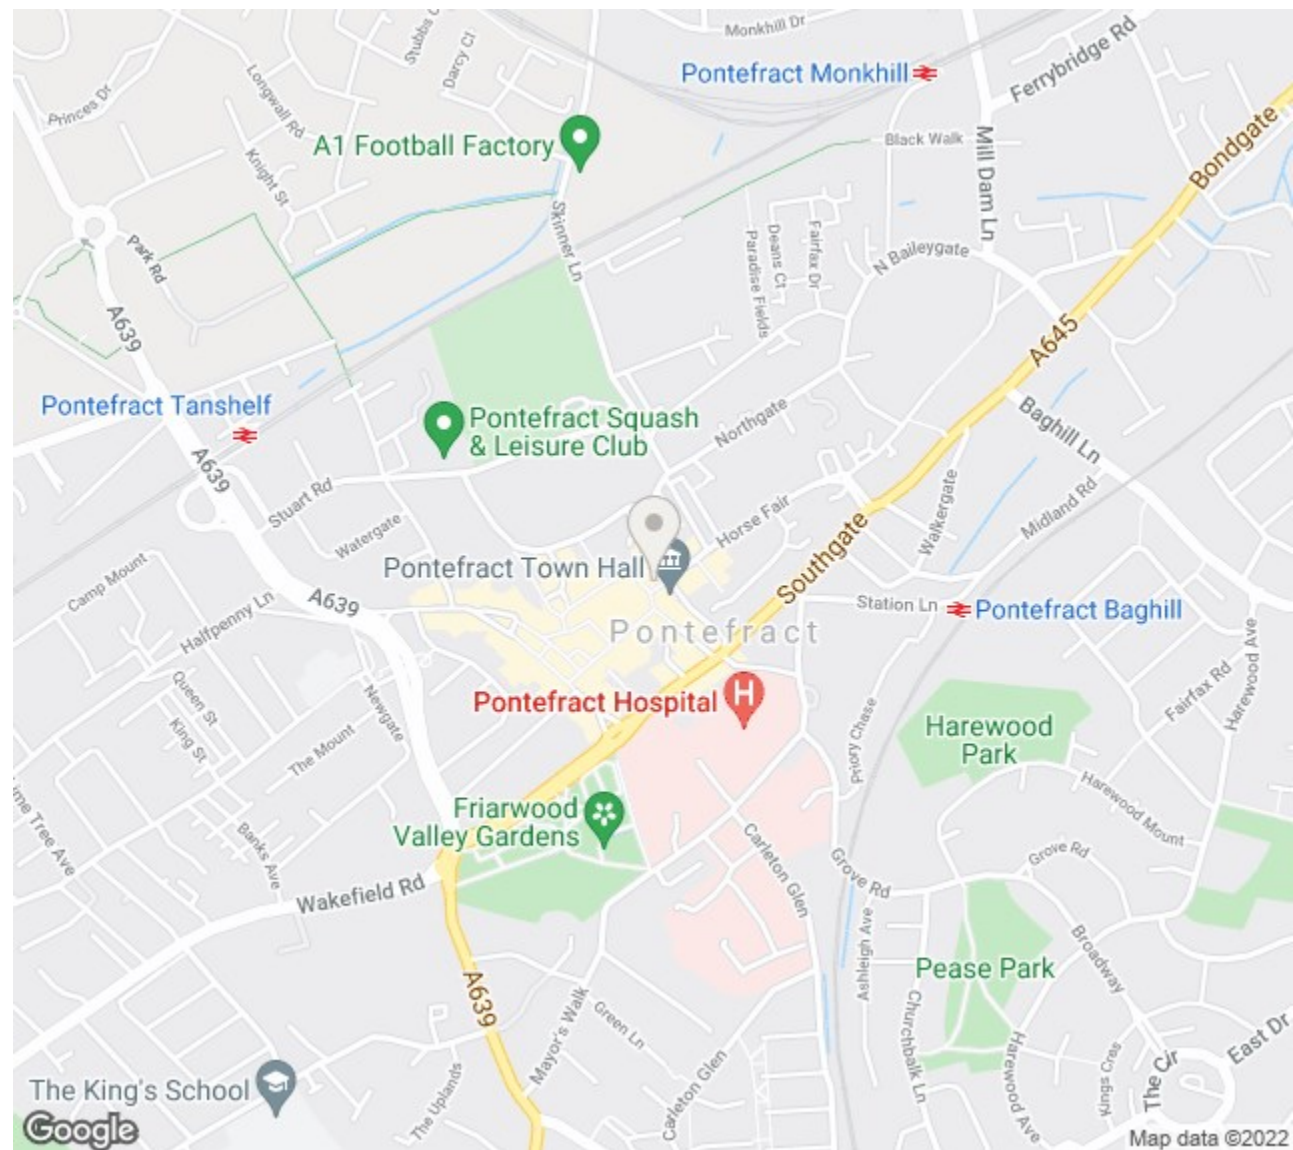 Monkhill Dr
Stubbs C
Darcy Ct
Pontefract Monkhill
Ferrybridge Rd
Princes Dr
Longwall Rd
Knight St
A1 Football Factory
Black Walk
Mill Dam Ln
Bondgate
Skinner Ln
Park Rd
Paradise Fields
Deans Ct
Fairfax Dr
N Baileygate
A639
A645
Pontefract Tanshelf
Pontefract Squash
& Leisure Club
Northgate
Baghill Ln
A639
Stuart Rd
Watergate
Horse Fair
Southgate
Walkergate
Midland Rd
Pontefract Town Hall
Camp Mount
Halfpenny Ln
A639
Station Ln
Pontefract Baghill
Pontefract
Harewood Ave
Fairfax Rd
Queen St
King St
Newgate
The Mount
Pontefract Hospital
H
Priory Chase
Harewood
Park
Harewood Mount
Friarwood
Valley Gardens
Lime Tree Ave
Banks Ave
Carleton Glen
Grove Rd
Grove Rd
Wakefield Rd
Ashleigh Ave
Broadway
Pease Park
A639
Mayor's Walk
Green Ln
Churchbalk Ln
Harewood Ave
Kings Cres
The Cir
East Dr
The King's School
The Uplands
Carleton Glen
Google
Map data ©2022